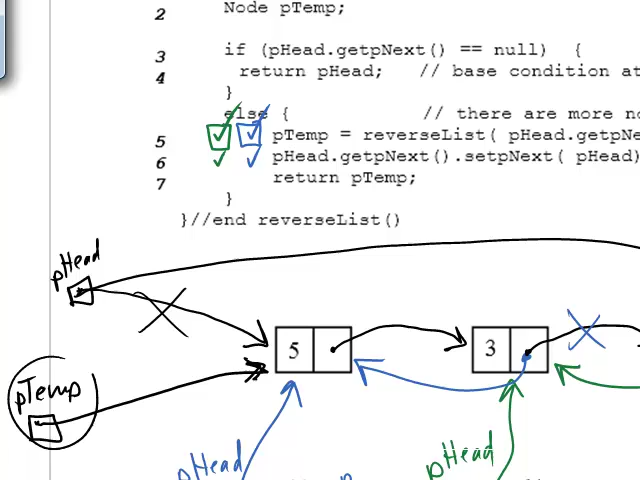 2 Node pTemp;
3 if (pHead.getpNext() == null) {
4 return pHead; // base condition at
}
else { // there are more no
5 pTemp = reverseList( pHead.getpNe
6 pHead.getpNext().setpNext( pHead)
7 return pTemp;
}
}//end reverseList()
pHead
5
3
pTemp
pHead
pHead